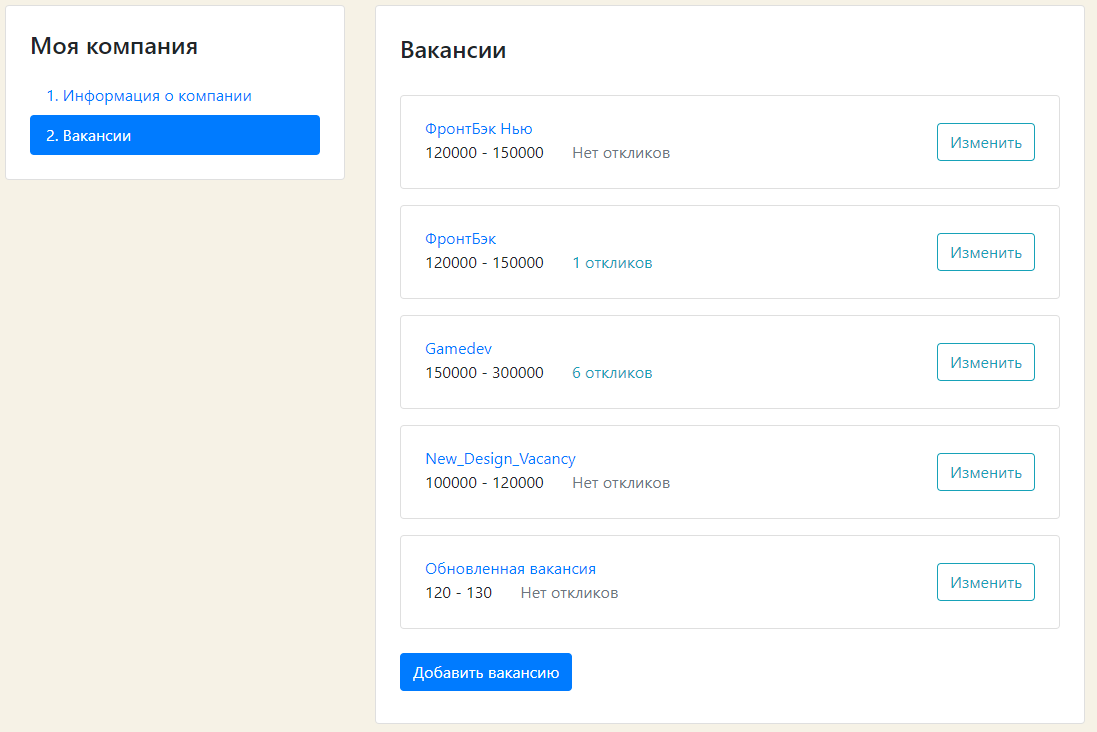 Моя компания
1. Информация о компании
2. Вакансии
Вакансии
ФронтБэк Нью
120000 - 150000 Нет откликов
Изменить
ФронтБэк
120000 - 150000 1 откликов
Изменить
Gamedev
150000 - 300000 6 откликов
Изменить
New_Design_Vacancy
100000 - 120000 Нет откликов
Изменить
Обновленная вакансия
120 - 130 Нет откликов
Изменить
Добавить вакансию